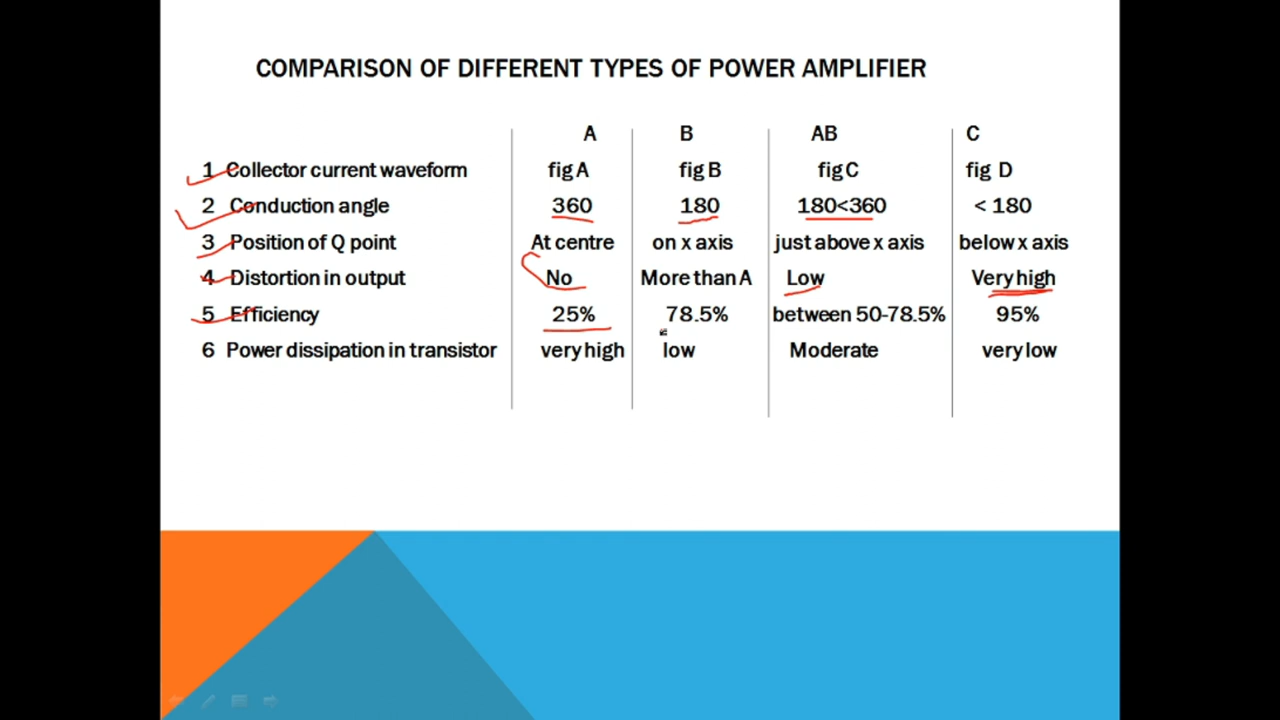 COMPARISON OF DIFFERENT TYPES OF POWER AMPLIFIER
A B AB C
1 Collector current waveform fig A fig B fig C fig D
2 Conduction angle 360 180 180<360 < 180
3 Position of Q point At centre on x axis just above x axis below x axis
4 Distortion in output No More than A Low Very high
5 Efficiency 25% 78.5% between 50-78.5% 95%
6 Power dissipation in transistor very high low Moderate very low